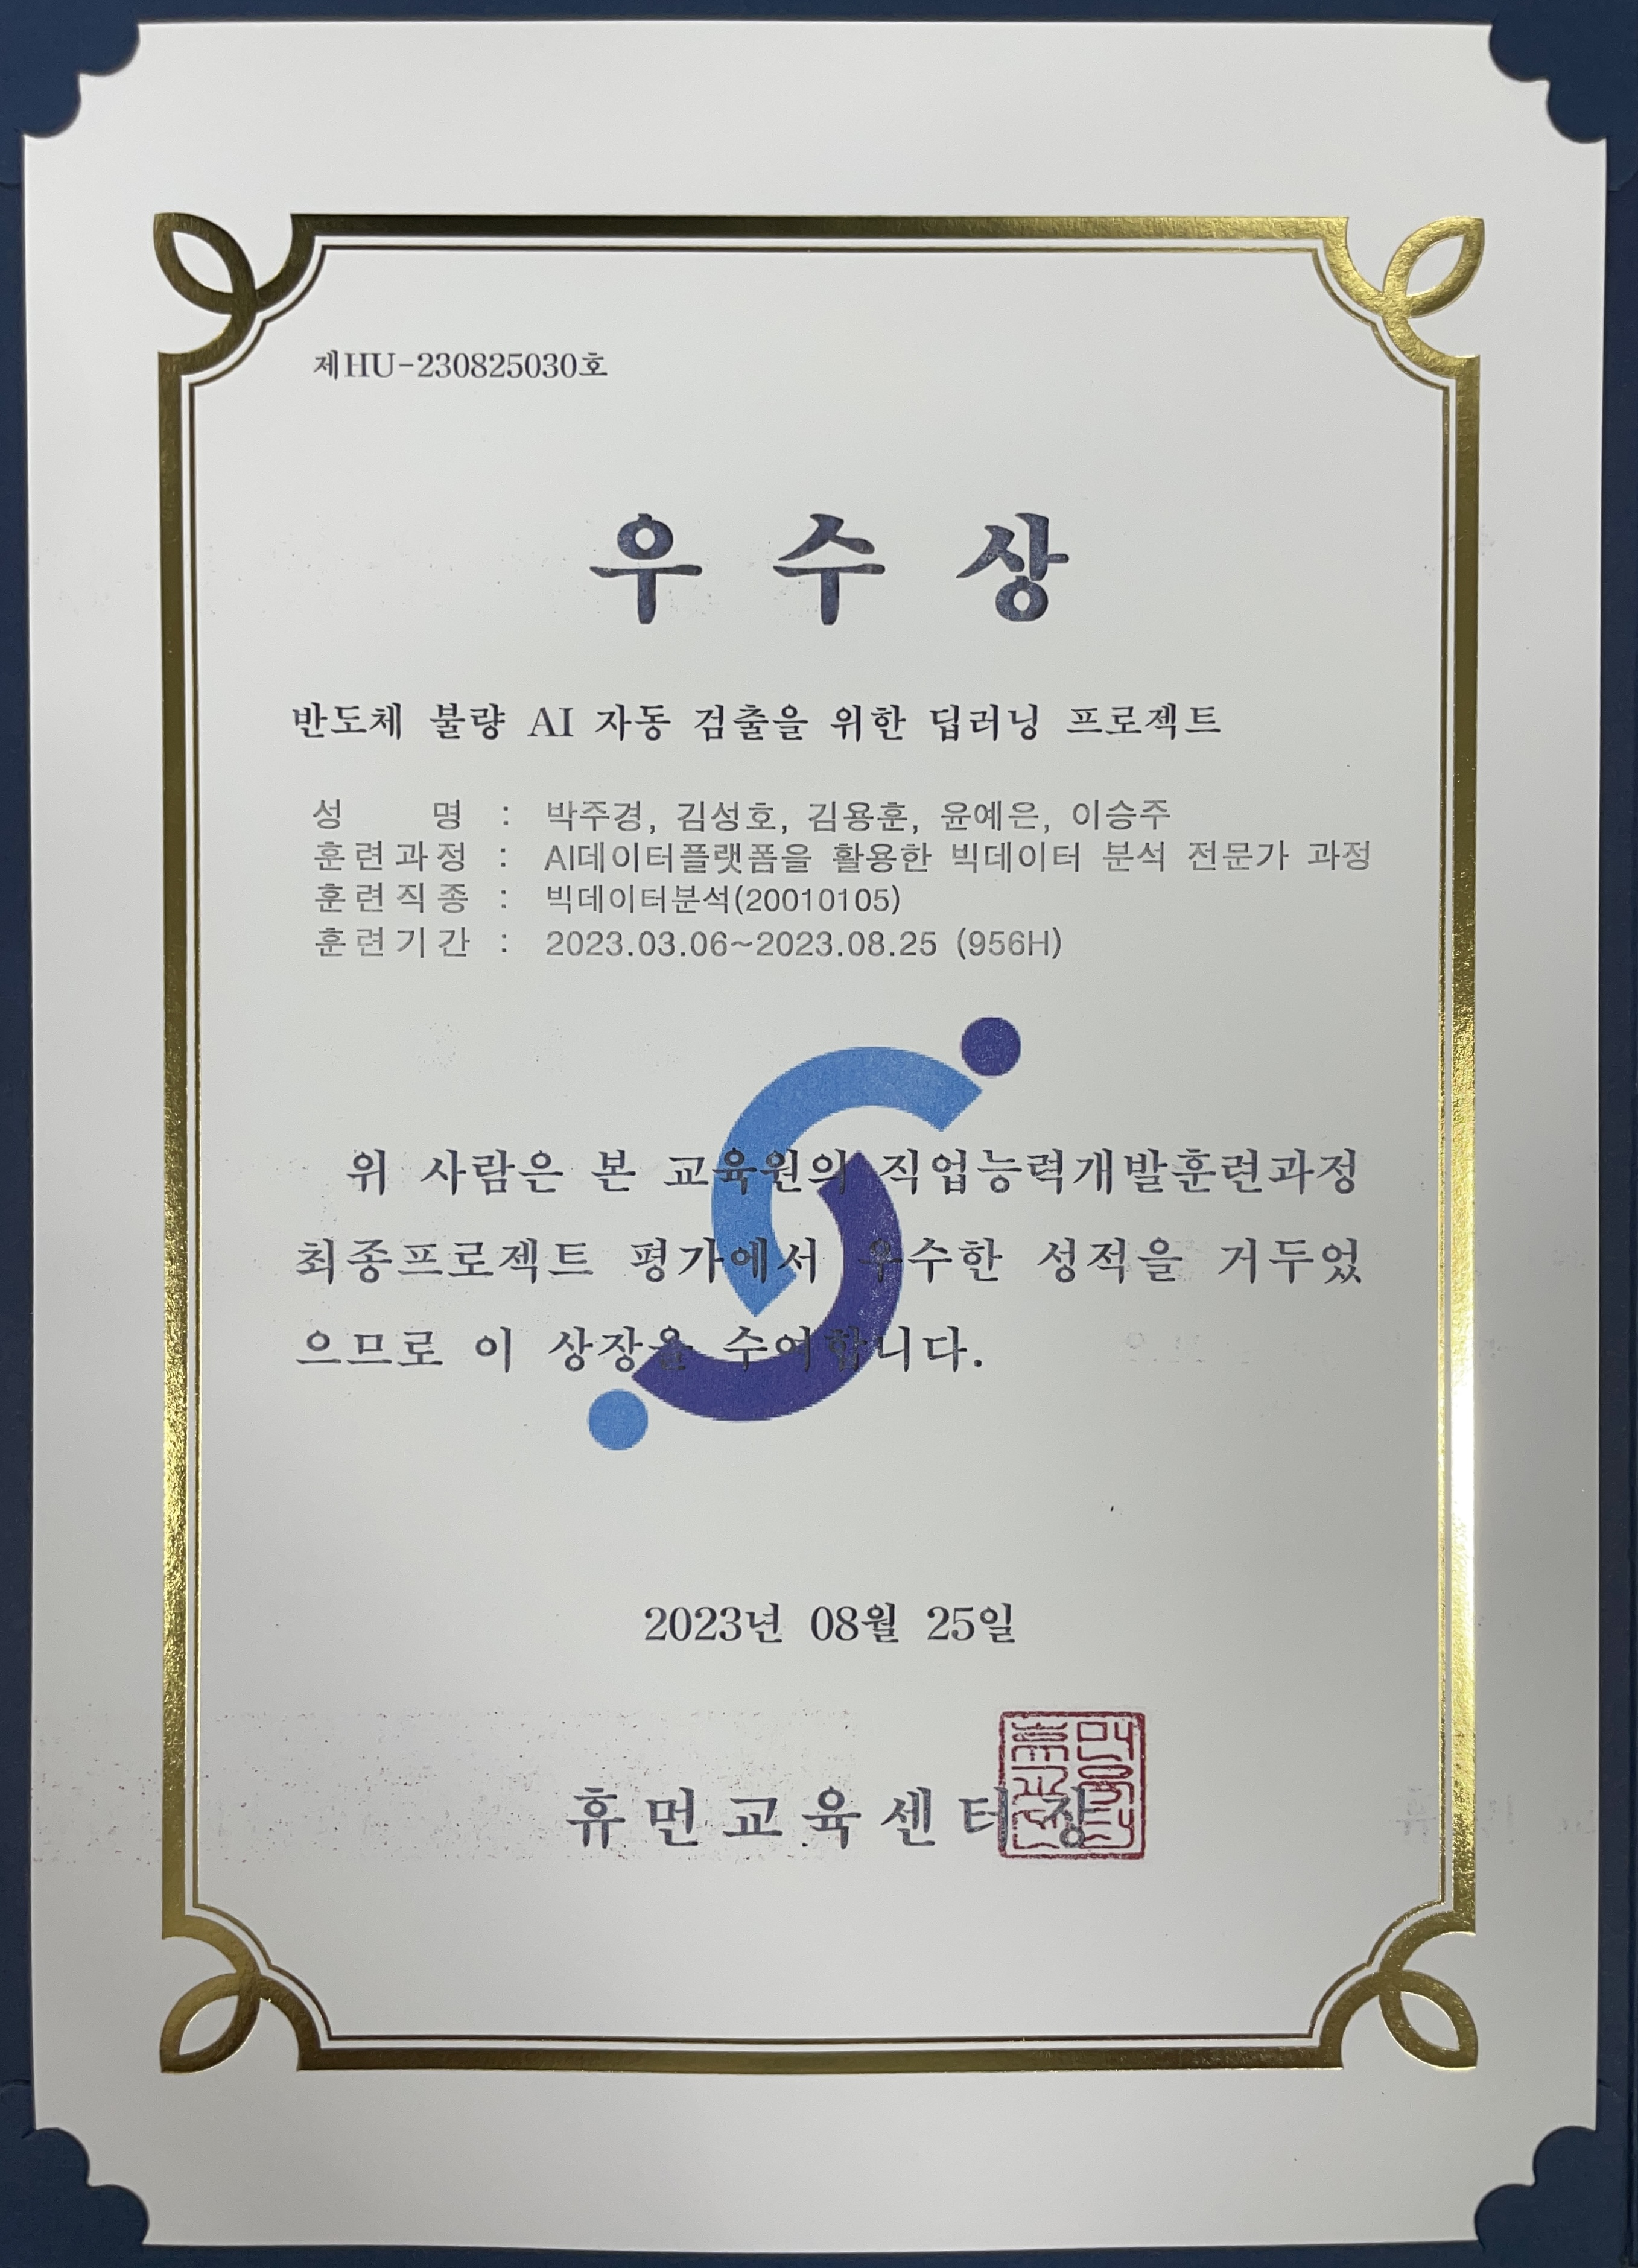 제HU-230825030호
우 수 상
반도체 불량 AI 자동 검출을 위한 딥러닝 프로젝트
성 명 : 박주경, 김성호, 김용훈, 윤예은, 이승주
훈련과정 : AI데이터플랫폼을 활용한 빅데이터 분석 전문가 과정
훈련직종 : 빅데이터분석(20010105)
훈련기간 : 2023.03.06~2023.08.25 (956H)
위 사람은 본 교육원의 직업능력개발훈련과정
최종프로젝트 평가에서 우수한 성적을 거두었
으므로 이 상장을 수여합니다.
2023년 08월 25일
휴먼교육센터장